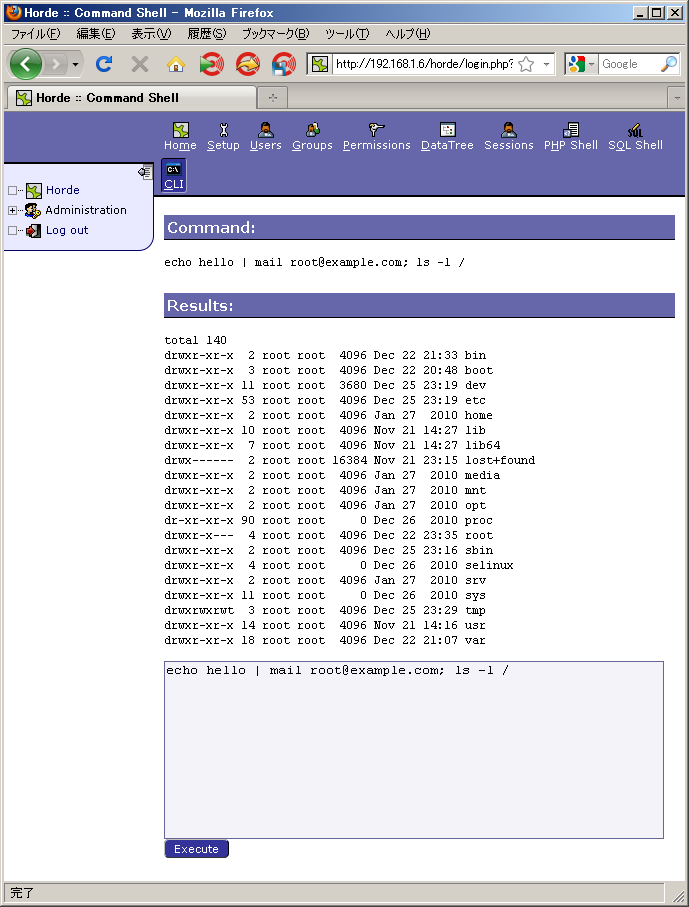 Horde :: Command Shell - Mozilla Firefox
ファイル(F) 編集(E) 表示(V) 履歴(S) ブックマーク(B) ツール(T) ヘルプ(H)
http://192.168.1.6/horde/login.php? Google
Horde :: Command Shell
Home Setup Users Groups Permissions DataTree Sessions PHP Shell SQL Shell
CLI
Horde
Administration
Log out
Command:
echo hello | mail root@example.com; ls -l /
Results:
total 140
drwxr-xr-x  2 root root  4096 Dec 22 21:33 bin
drwxr-xr-x  3 root root  4096 Dec 22 20:48 boot
drwxr-xr-x 11 root root  3680 Dec 25 23:19 dev
drwxr-xr-x 53 root root  4096 Dec 25 23:19 etc
drwxr-xr-x  2 root root  4096 Jan 27  2010 home
drwxr-xr-x 10 root root  4096 Nov 21 14:27 lib
drwxr-xr-x  7 root root  4096 Nov 21 14:27 lib64
drwx------  2 root root 16384 Nov 21 23:15 lost+found
drwxr-xr-x  2 root root  4096 Jan 27  2010 media
drwxr-xr-x  2 root root  4096 Jan 27  2010 mnt
drwxr-xr-x  2 root root  4096 Jan 27  2010 opt
dr-xr-xr-x 90 root root     0 Dec 26  2010 proc
drwxr-x---  4 root root  4096 Dec 22 23:35 root
drwxr-xr-x  2 root root  4096 Dec 25 23:16 sbin
drwxr-xr-x  4 root root     0 Dec 26  2010 selinux
drwxr-xr-x  2 root root  4096 Jan 27  2010 srv
drwxr-xr-x 11 root root     0 Dec 26  2010 sys
drwxrwxrwt  3 root root  4096 Dec 25 23:29 tmp
drwxr-xr-x 14 root root  4096 Nov 21 14:16 usr
drwxr-xr-x 18 root root  4096 Dec 22 21:07 var
echo hello | mail root@example.com; ls -l /
Execute
完了